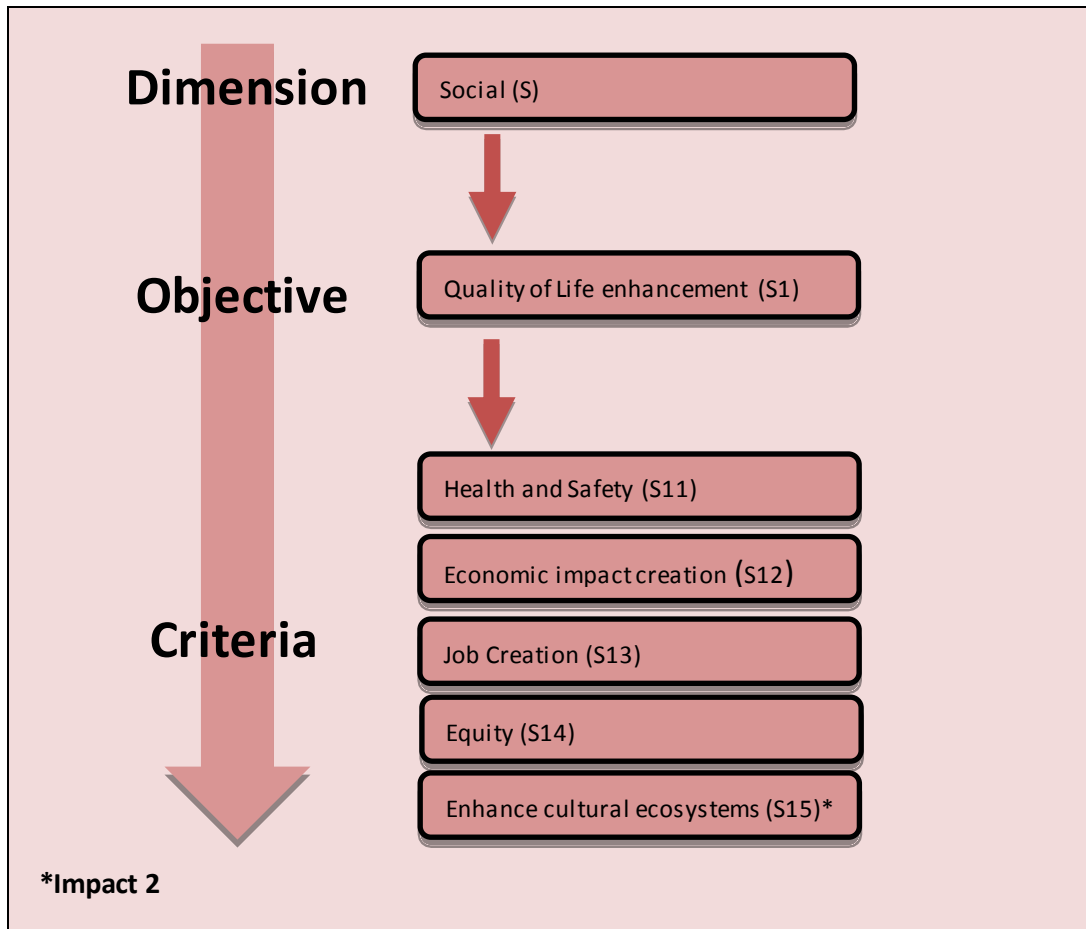 Dimension
Social (S)
Objective
Quality of Life enhancement (S1)
Health and Safety (S11)
Economic impact creation (S12)
Criteria
Job Creation (S13)
Equity (S14)
Enhance cultural ecosystems (S15)*
*Impact 2